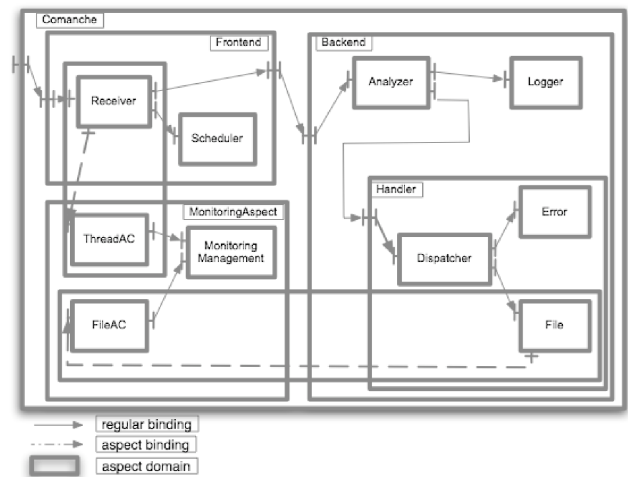 Comanche
Frontend
Backend
Receiver
Analyzer
Logger
Scheduler
Handler
MonitoringAspect
Error
ThreadAC
Monitoring
Management
Dispatcher
FileAC
File
regular binding
aspect binding
aspect domain